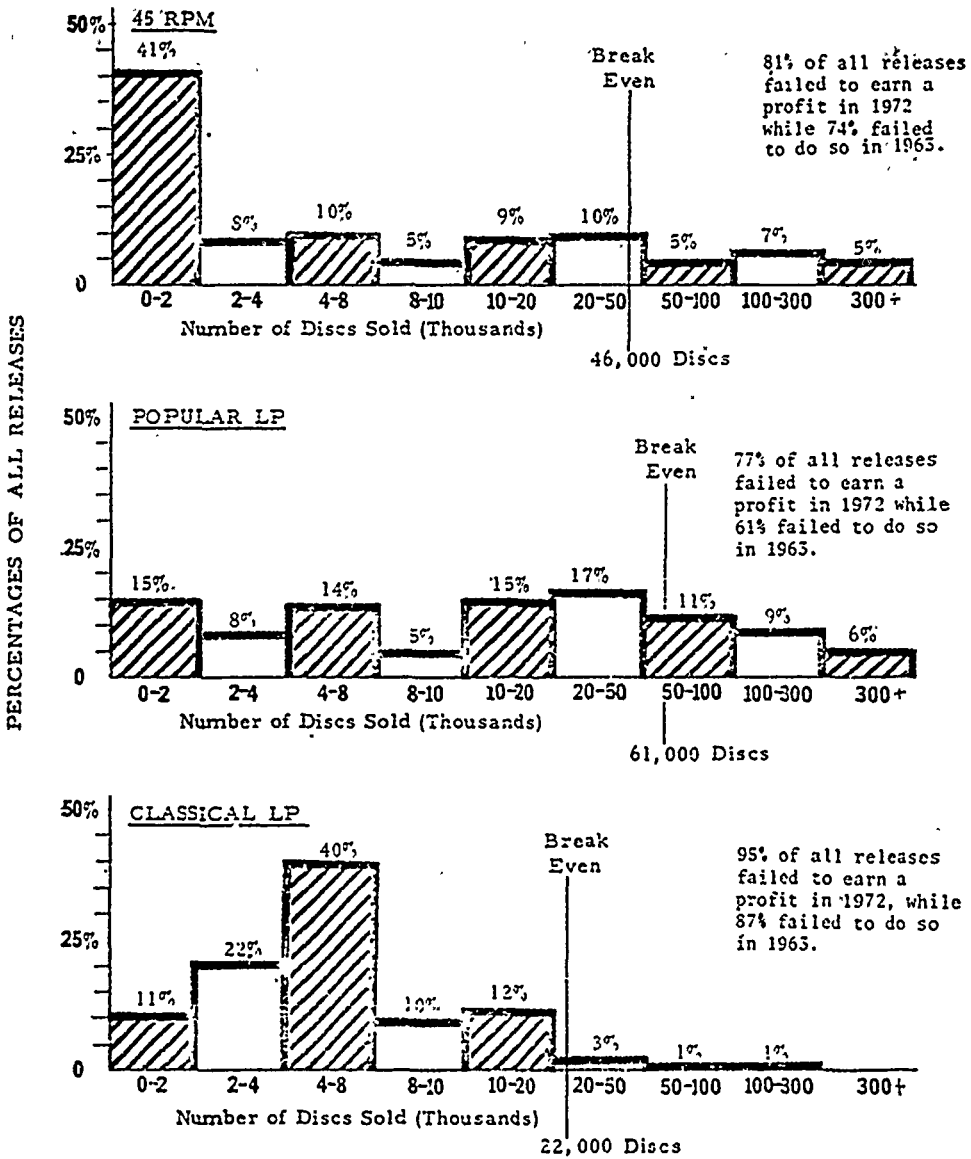 PERCENTAGES OF ALL RELEASES
45 RPM
50%
25%
0
41%
8%
10%
5%
9%
10%
5%
7%
5%
Break
Even
81% of all releases
failed to earn a
profit in 1972
while 74% failed
to do so in 1963.
0-2 2-4 4-8 8-10 10-20 20-50 50-100 100-300 300+
Number of Discs Sold (Thousands)
46,000 Discs
POPULAR LP
50%
25%
0
15%
8%
14%
5%
15%
17%
11%
9%
6%
Break
Even
77% of all releases
failed to earn a
profit in 1972 while
61% failed to do so
in 1963.
0-2 2-4 4-8 8-10 10-20 20-50 50-100 100-300 300+
Number of Discs Sold (Thousands)
61,000 Discs
CLASSICAL LP
50%
25%
0
11%
22%
40%
10%
12%
3%
1%
1%
Break
Even
95% of all releases
failed to earn a
profit in 1972, while
87% failed to do so
in 1963.
0-2 2-4 4-8 8-10 10-20 20-50 50-100 100-300 300+
Number of Discs Sold (Thousands)
22,000 Discs